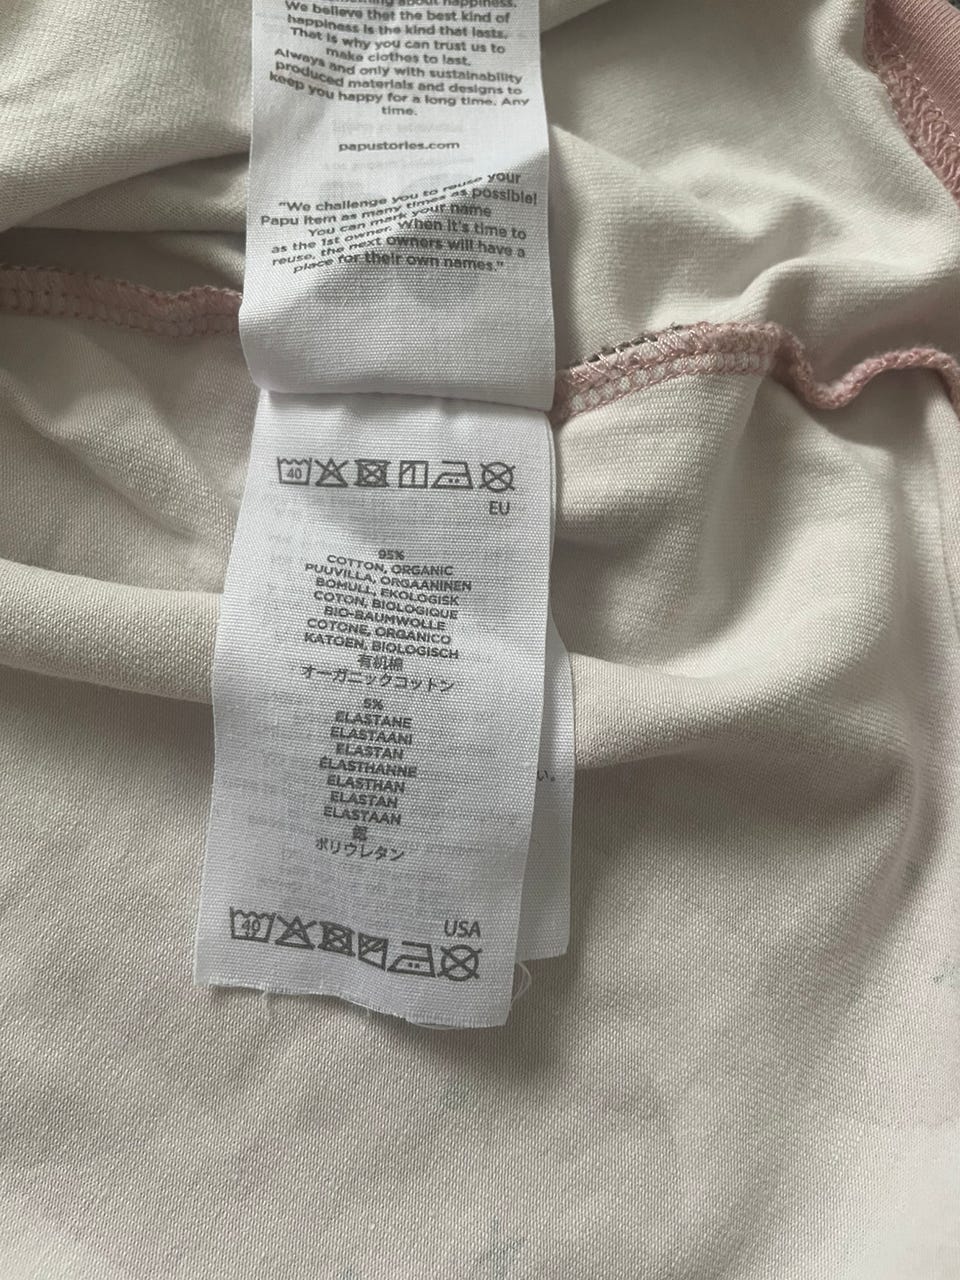 about happiness.
We believe that the best kind of
happiness is the kind that lasts.
That is why you can trust us to
make clothes to last.
Always and only with sustainability
produced materials and designs to
keep you happy for a long time. Any
time.
papustories.com
"We challenge you to reuse your
Papu item as many times as possible!
You can mark your name
as the 1st owner. When it's time to
reuse, the next owners will have a
place for their own names."
40
EU
95%
COTTON, ORGANIC
PUUVILLA, ORGAANINEN
BOMULL, EKOLOGISK
COTON, BIOLOGIQUE
BIO-BAUMWOLLE
COTONE, ORGANICO
KATOEN, BIOLOGISCH
有机棉
オーガニックコットン
5%
ELASTANE
ELASTAANI
ELASTAN
ÉLASTHANNE
ELASTHAN
ELASTAN
ELASTAAN
ポリウレタン
い。
USA
40